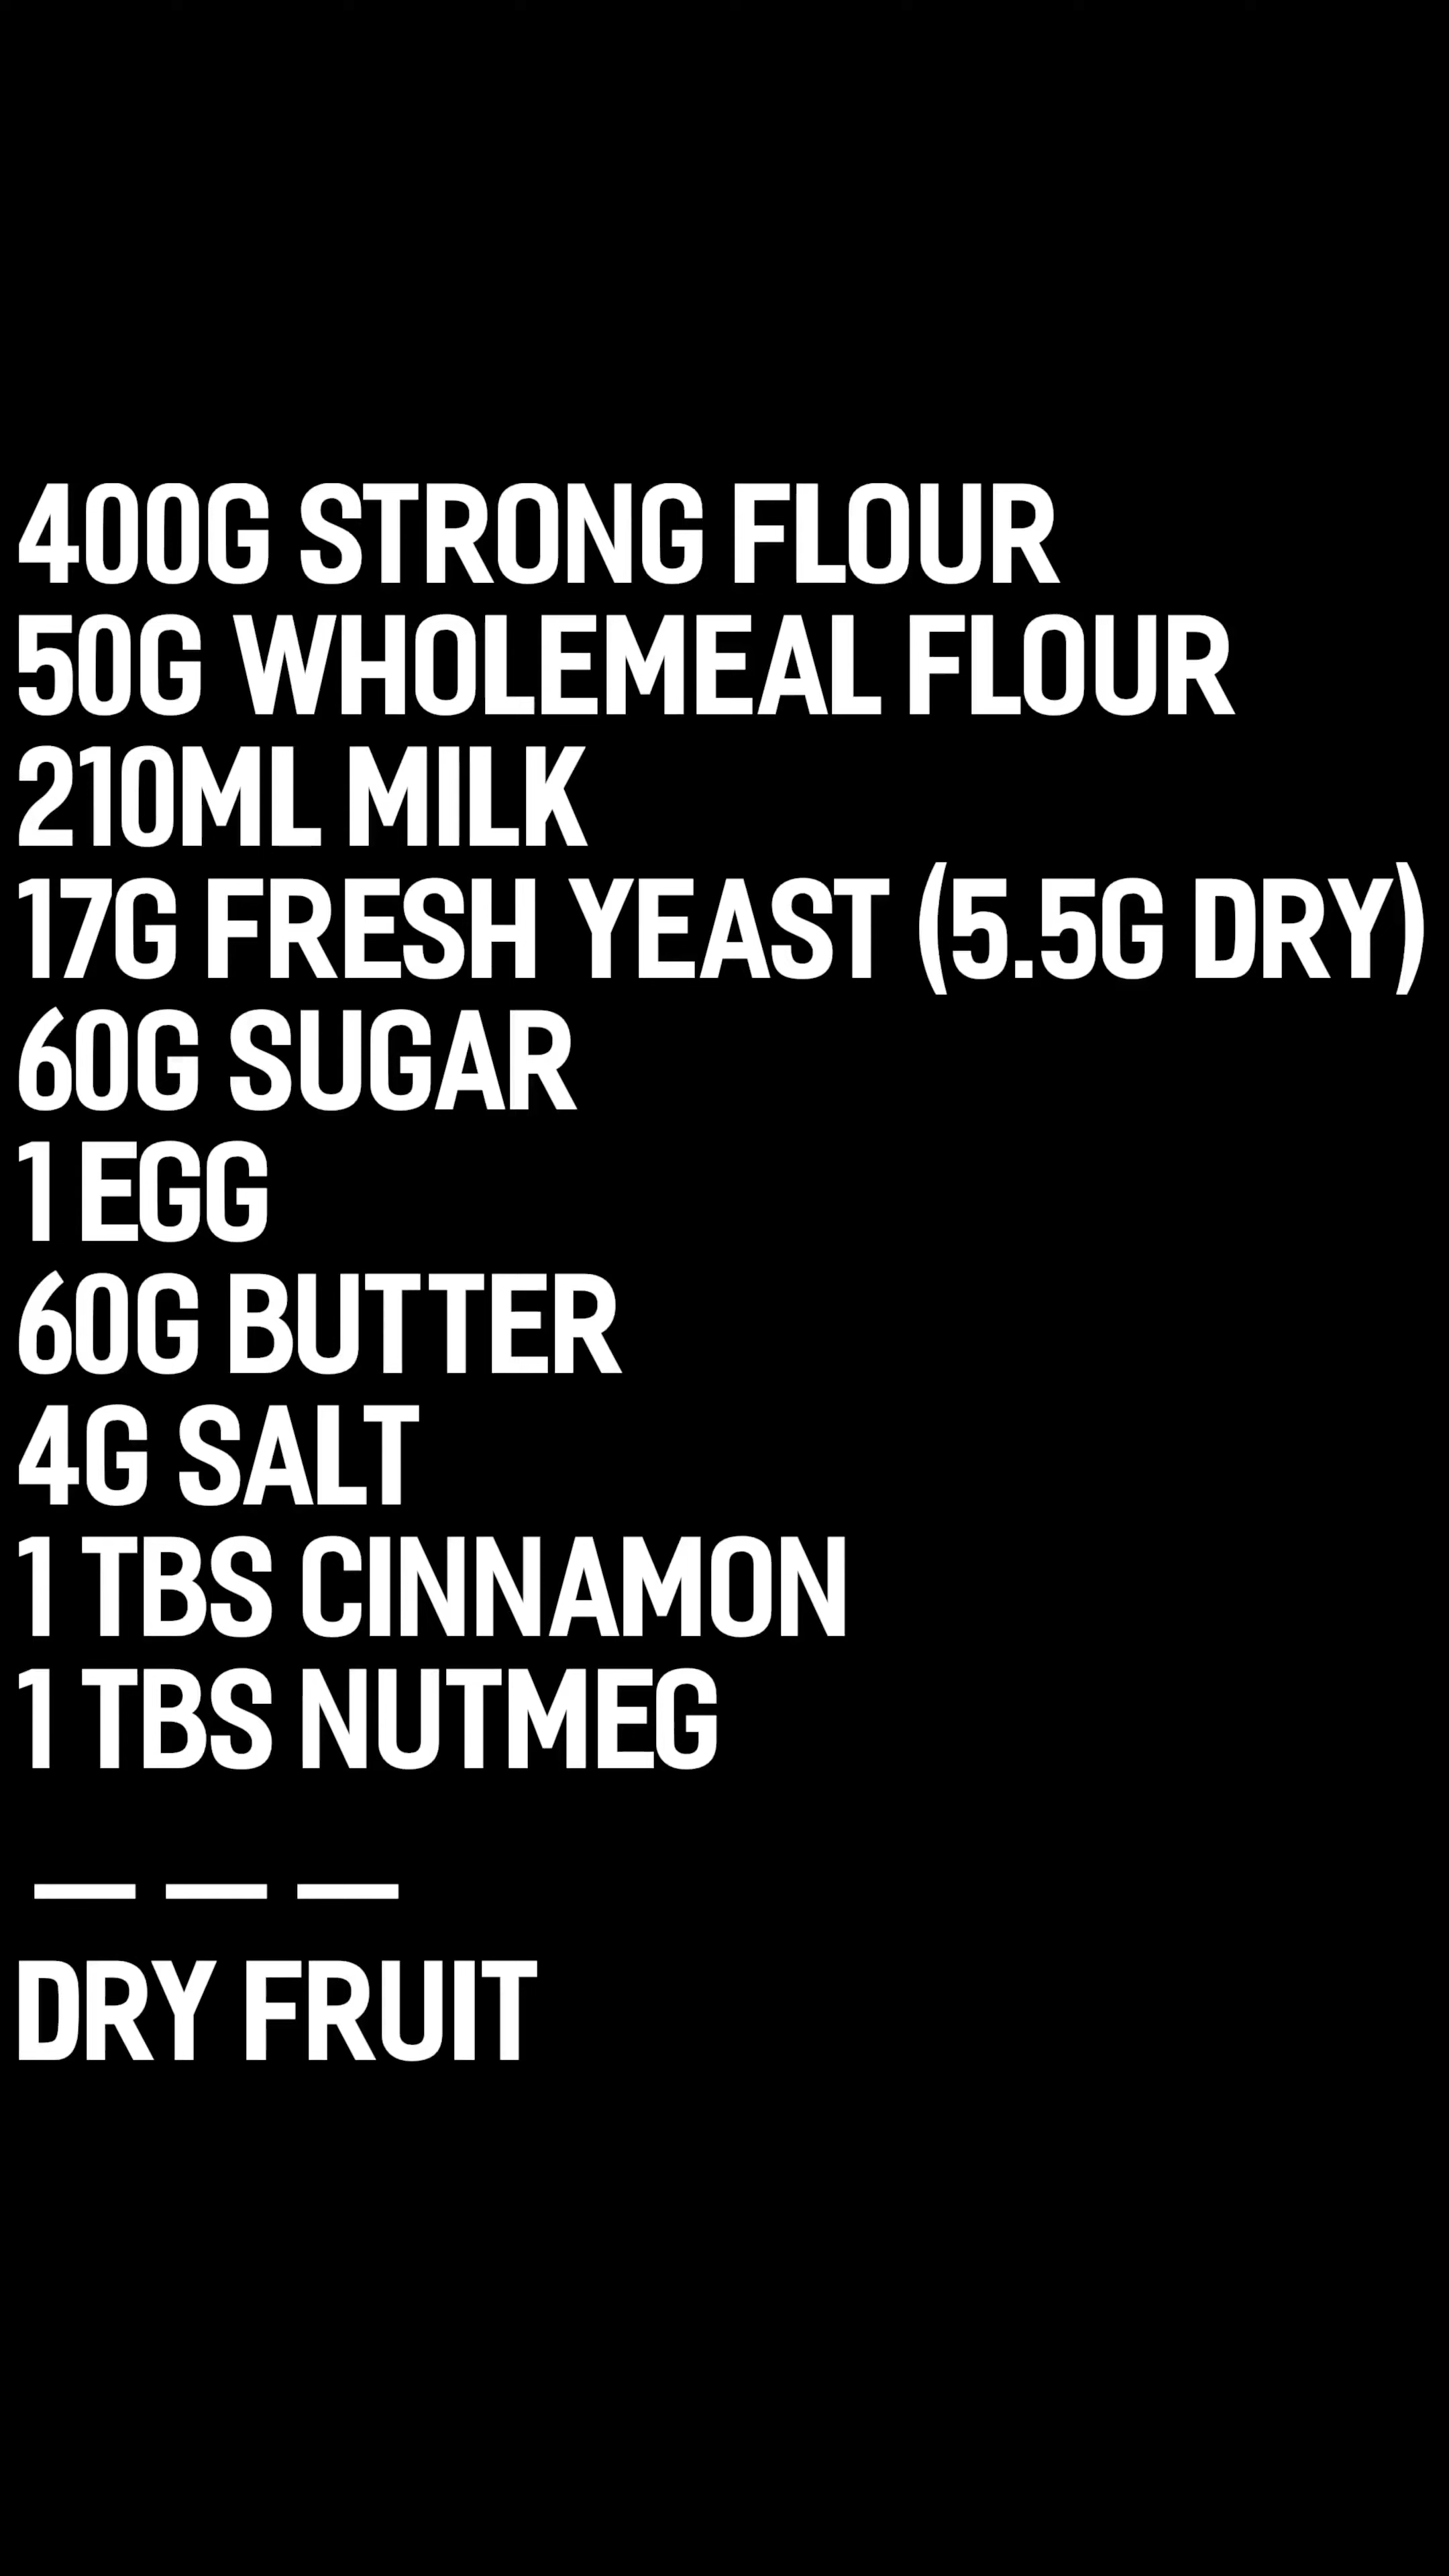 400G STRONG FLOUR
50G WHOLEMEAL FLOUR
210ML MILK
17G FRESH YEAST (5.5G DRY)
60G SUGAR
1 EGG
60G BUTTER
4G SALT
1 TBS CINNAMON
1 TBS NUTMEG
— — —
DRY FRUIT